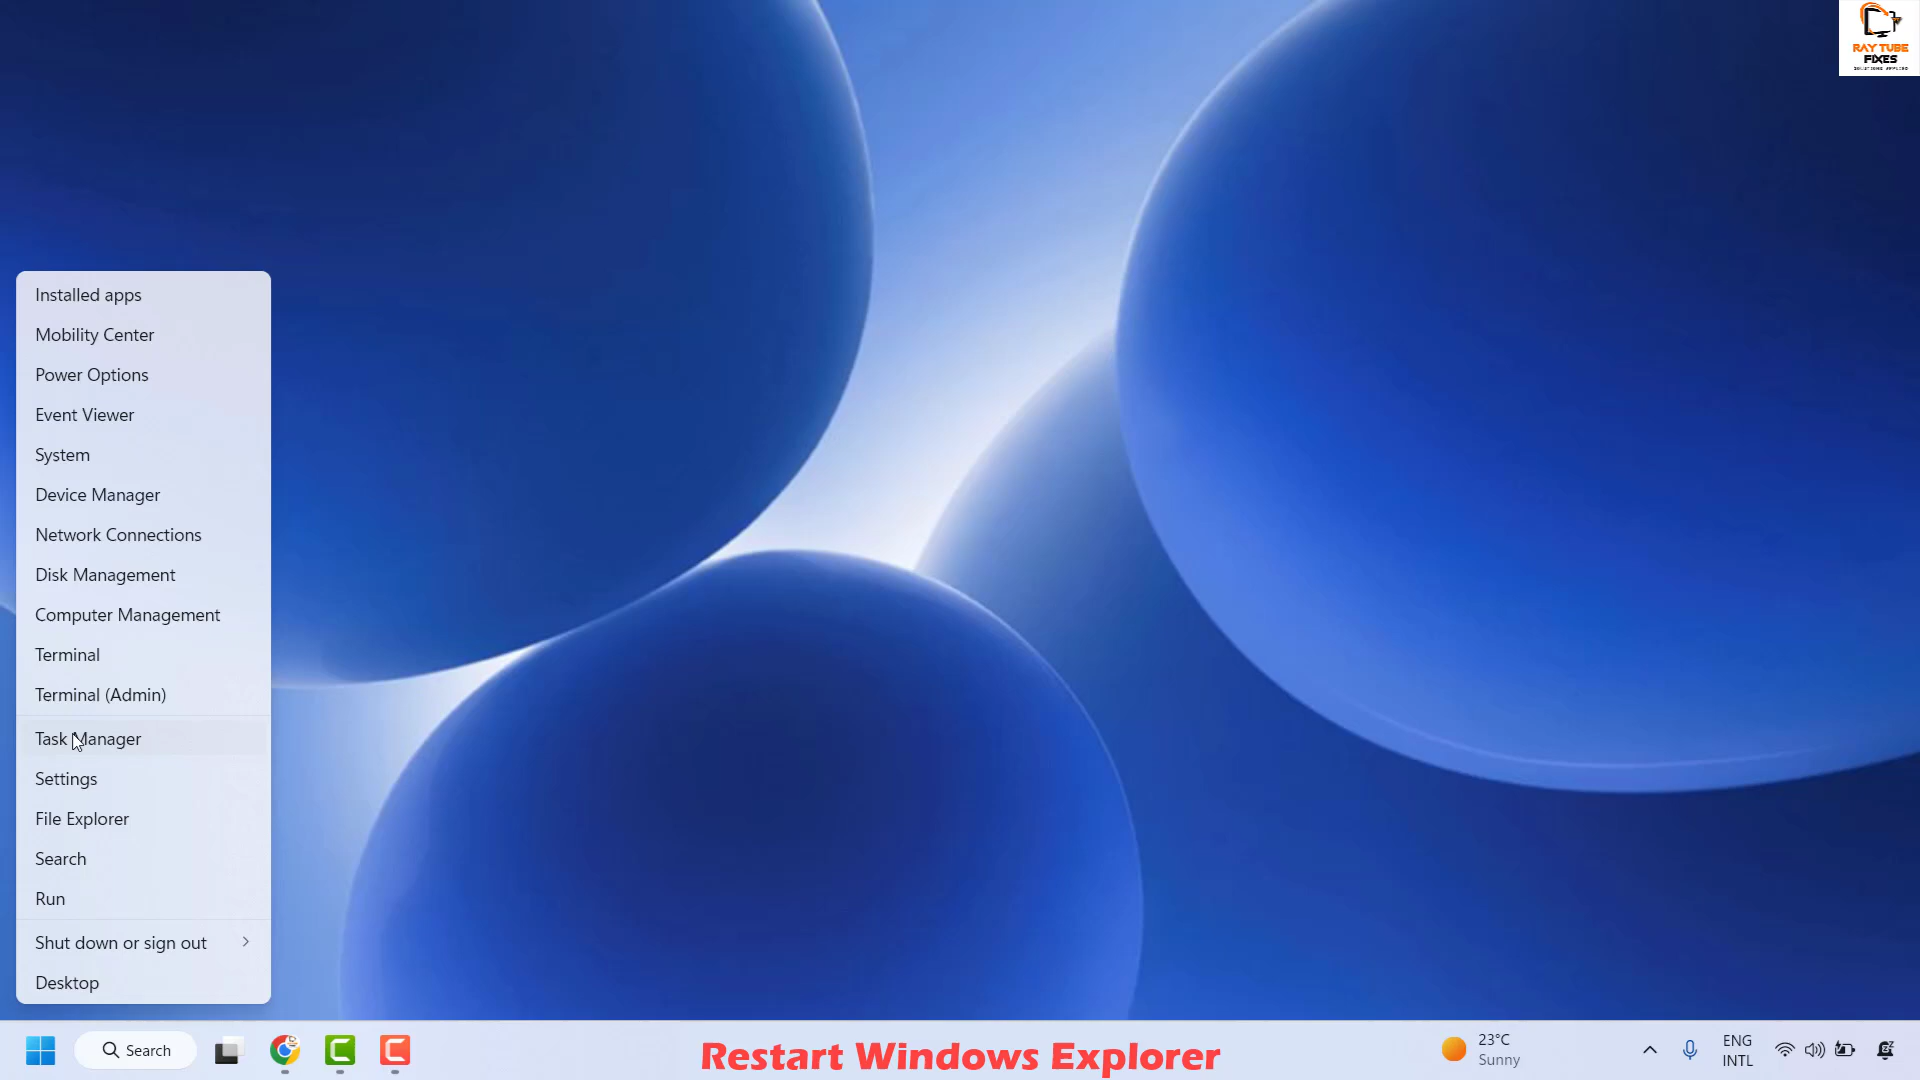 RAY TUBE
FIXES
Installed apps
Mobility Center
Power Options
Event Viewer
System
Device Manager
Network Connections
Disk Management
Computer Management
Terminal
Terminal (Admin)
Task Manager
Settings
File Explorer
Search
Run
Shut down or sign out
Desktop
Search
Restart Windows Explorer
23°C
Sunny
ENG
INTL